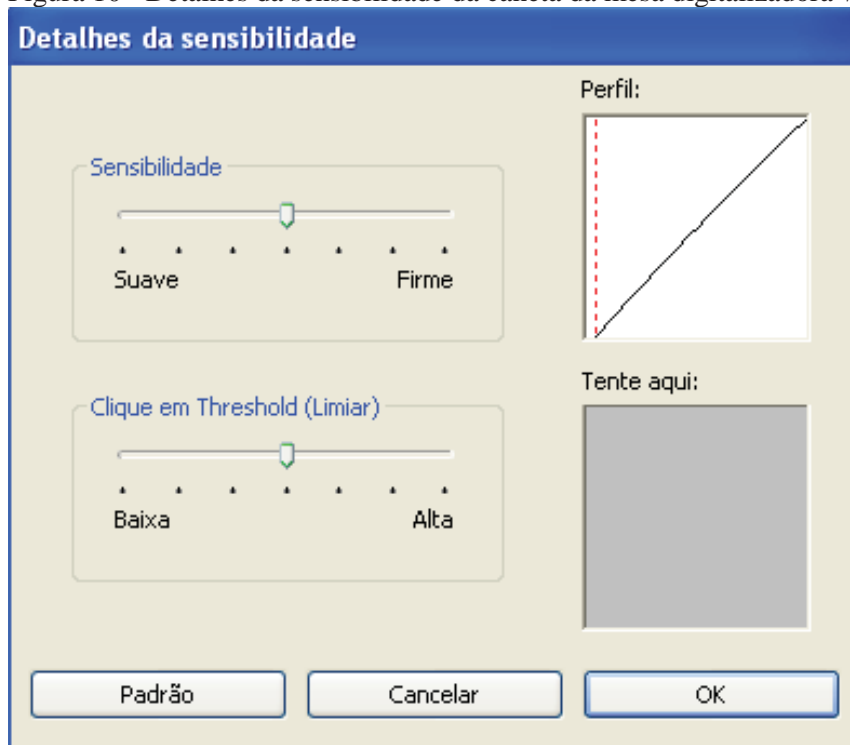 Detalhes da sensibilidade
Perfil:
Sensibilidade
Suave Firme
Tente aqui:
Clique em Threshold (Limiar)
Baixa Alta
Padrão Cancelar OK